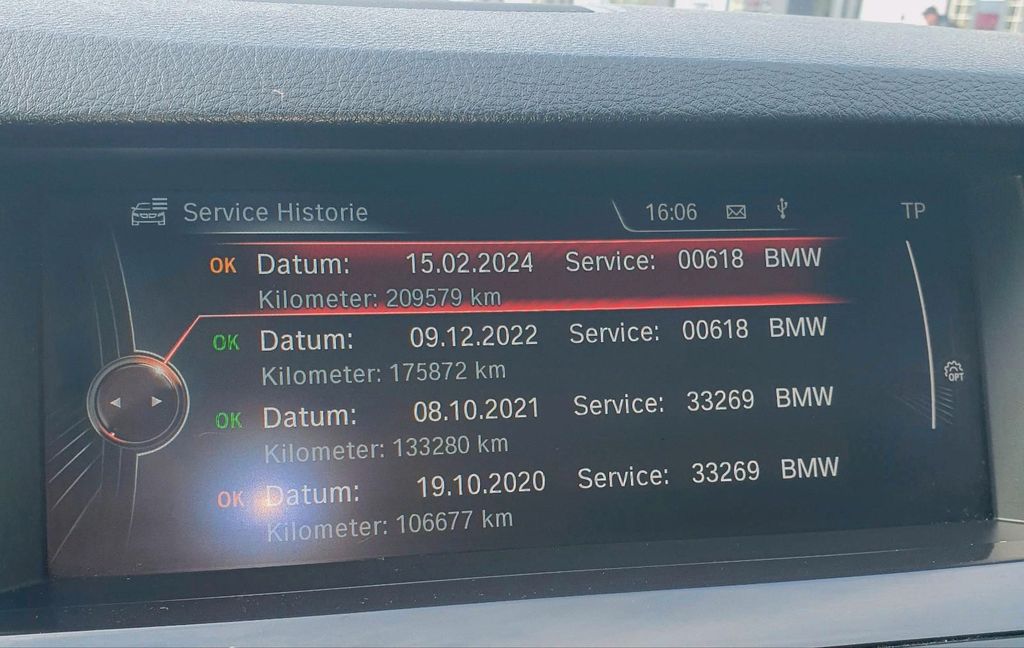 Service Historie 16:06 TP
OK Datum: 15.02.2024 Service: 00618 BMW
Kilometer: 209579 km
OK Datum: 09.12.2022 Service: 00618 BMW
Kilometer: 175872 km
OK Datum: 08.10.2021 Service: 33269 BMW
Kilometer: 133280 km
OPT
OK Datum: 19.10.2020 Service: 33269 BMW
Kilometer: 106677 km